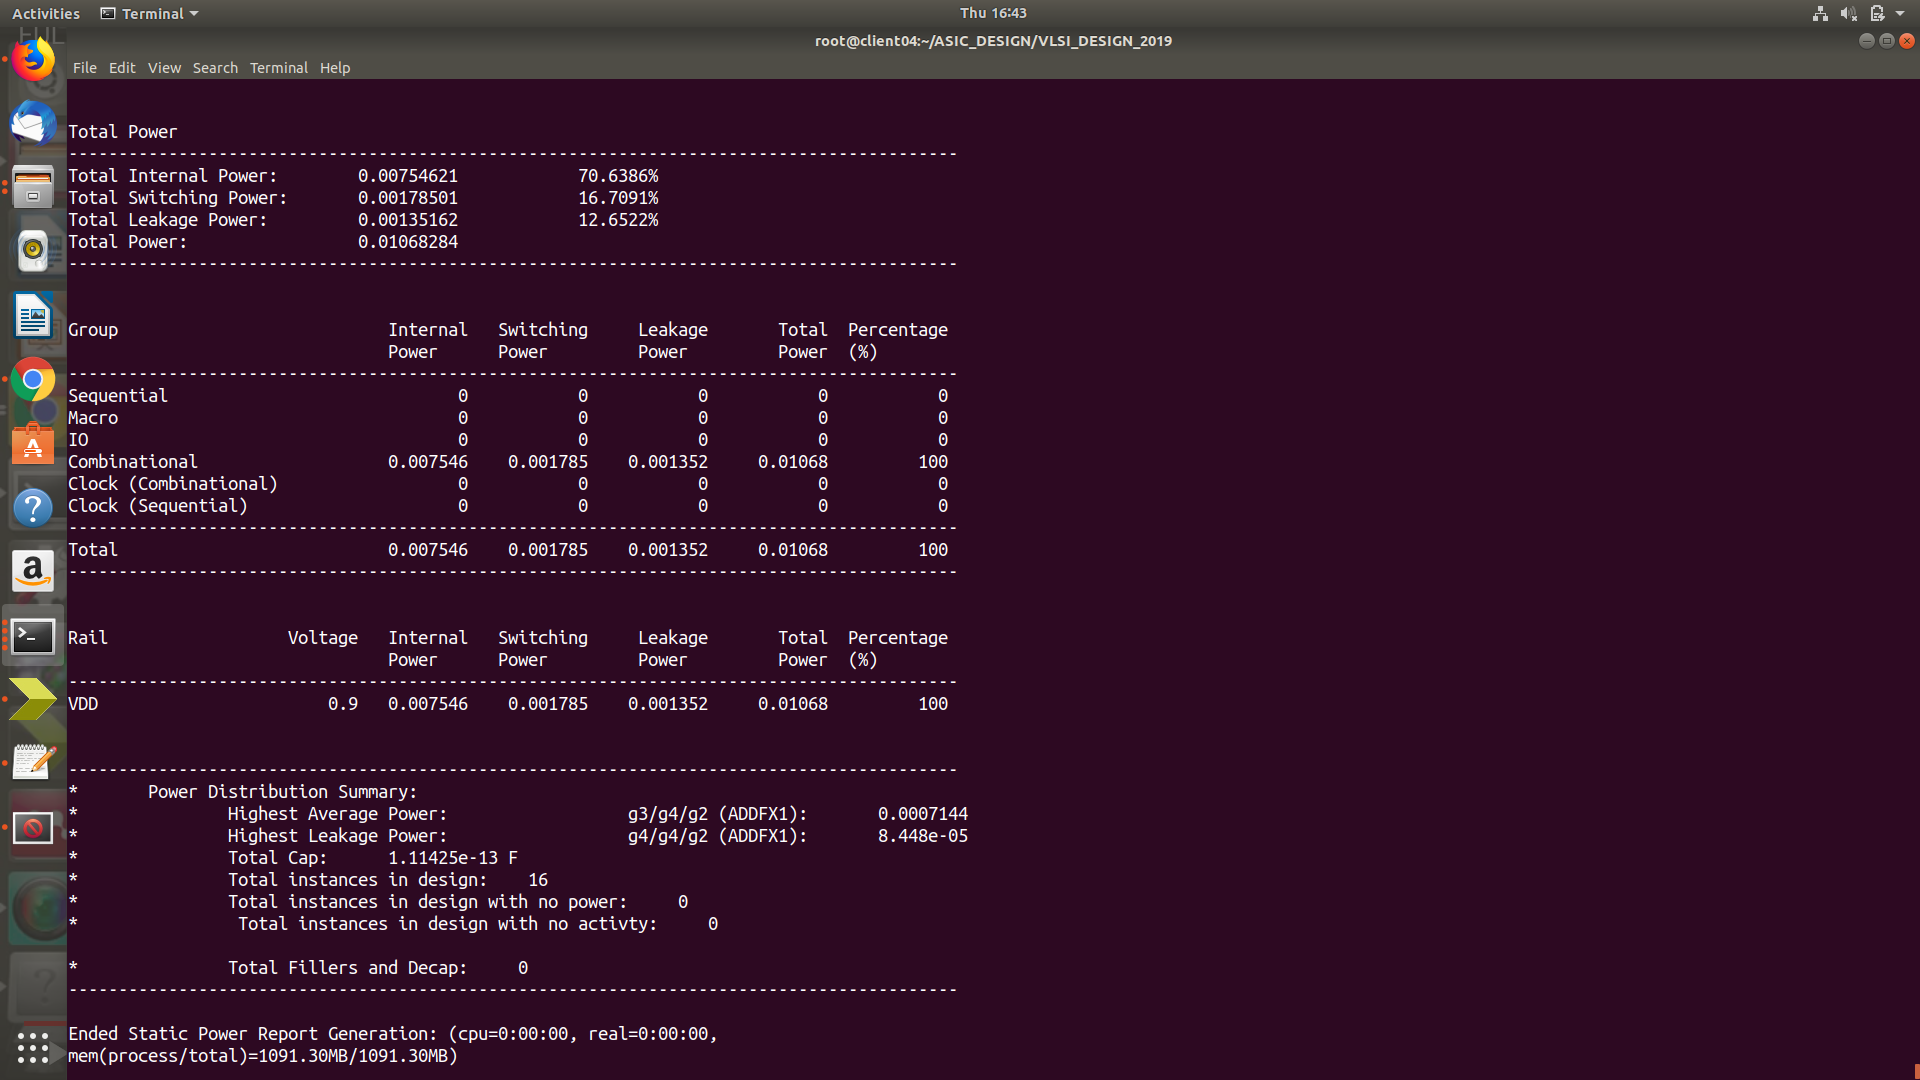 Activities Terminal Thu 16:43
root@client04:~/ASIC_DESIGN/VLSI_DESIGN_2019
File Edit View Search Terminal Help
Total Power
-----------------------------------------------------------------------------------------
Total Internal Power: 0.00754621 70.6386%
Total Switching Power: 0.00178501 16.7091%
Total Leakage Power: 0.00135162 12.6522%
Total Power: 0.01068284
-----------------------------------------------------------------------------------------
Group Internal Switching Leakage Total Percentage
Power Power Power Power (%)
-----------------------------------------------------------------------------------------
Sequential 0 0 0 0 0
Macro 0 0 0 0 0
IO 0 0 0 0 0
Combinational 0.007546 0.001785 0.001352 0.01068 100
Clock (Combinational) 0 0 0 0 0
Clock (Sequential) 0 0 0 0 0
-----------------------------------------------------------------------------------------
Total 0.007546 0.001785 0.001352 0.01068 100
-----------------------------------------------------------------------------------------
Rail Voltage Internal Switching Leakage Total Percentage
Power Power Power Power (%)
-----------------------------------------------------------------------------------------
VDD 0.9 0.007546 0.001785 0.001352 0.01068 100
-----------------------------------------------------------------------------------------
* Power Distribution Summary:
* Highest Average Power: g3/g4/g2 (ADDFX1): 0.0007144
* Highest Leakage Power: g4/g4/g2 (ADDFX1): 8.448e-05
* Total Cap: 1.11425e-13 F
* Total instances in design: 16
* Total instances in design with no power: 0
* Total instances in design with no activty: 0
* Total Fillers and Decap: 0
-----------------------------------------------------------------------------------------
Ended Static Power Report Generation: (cpu=0:00:00, real=0:00:00,
mem(process/total)=1091.30MB/1091.30MB)